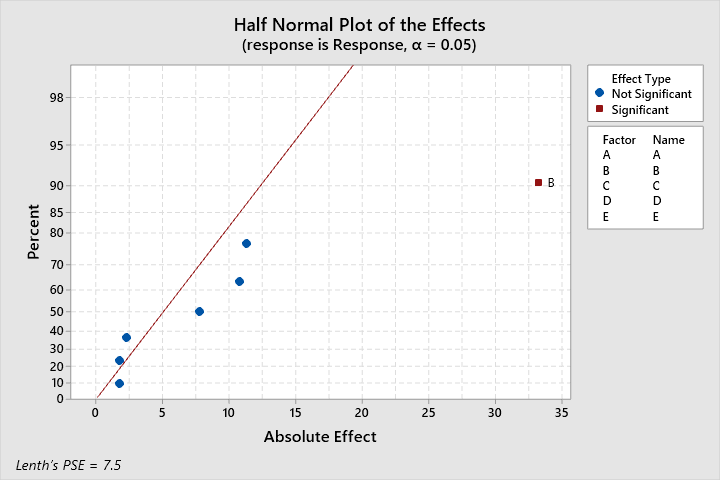 Half Normal Plot of the Effects
(response is Response, α = 0.05)
98
95
90
85
80
70
60
50
40
30
20
10
0
Percent
B
0 5 10 15 20 25 30 35
Absolute Effect
Effect Type
Not Significant
Significant
Factor Name
A A
B B
C C
D D
E E
Lenth's PSE = 7.5